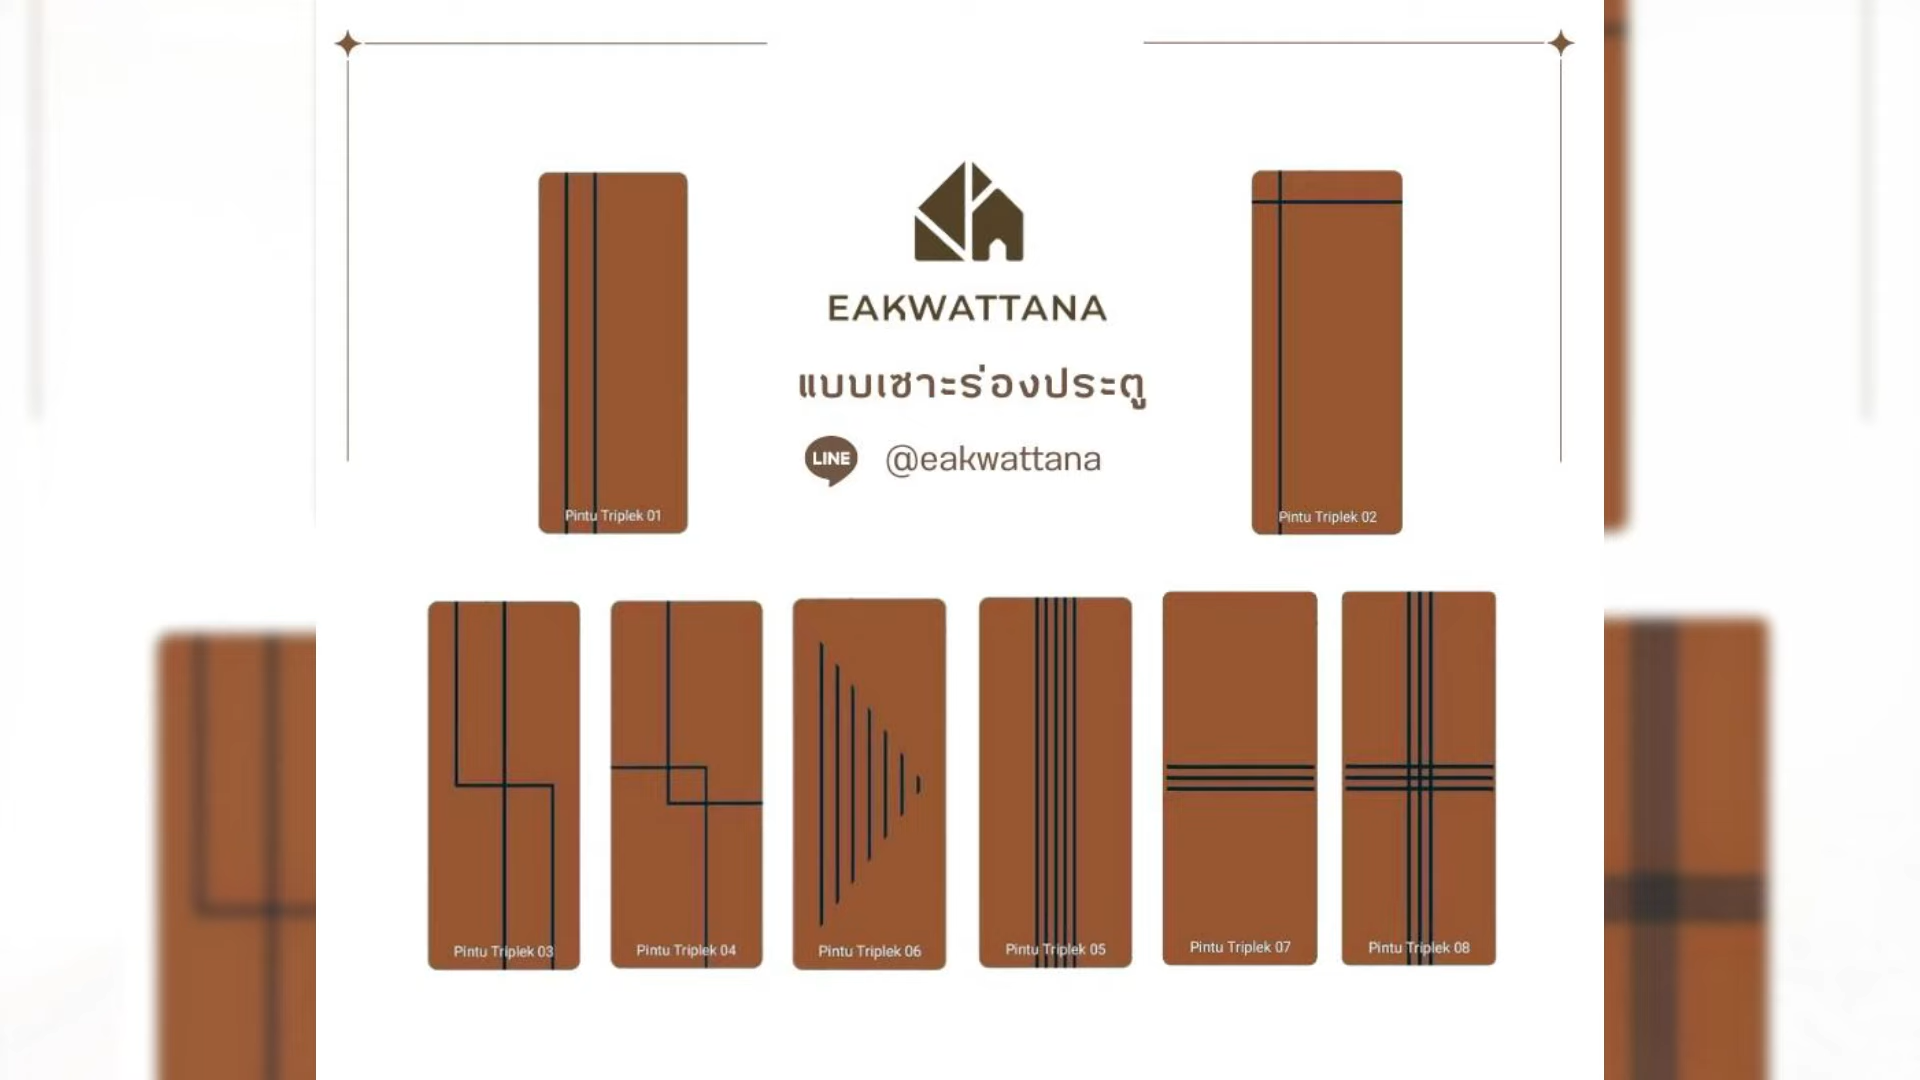 EAKWATTANA
แบบเซาะร่องประตู
LINE @eakwattana
Pintu Triplek 01
Pintu Triplek 02
Pintu Triplek 03
Pintu Triplek 04
Pintu Triplek 06
Pintu Triplek 05
Pintu Triplek 07
Pintu Triplek 08